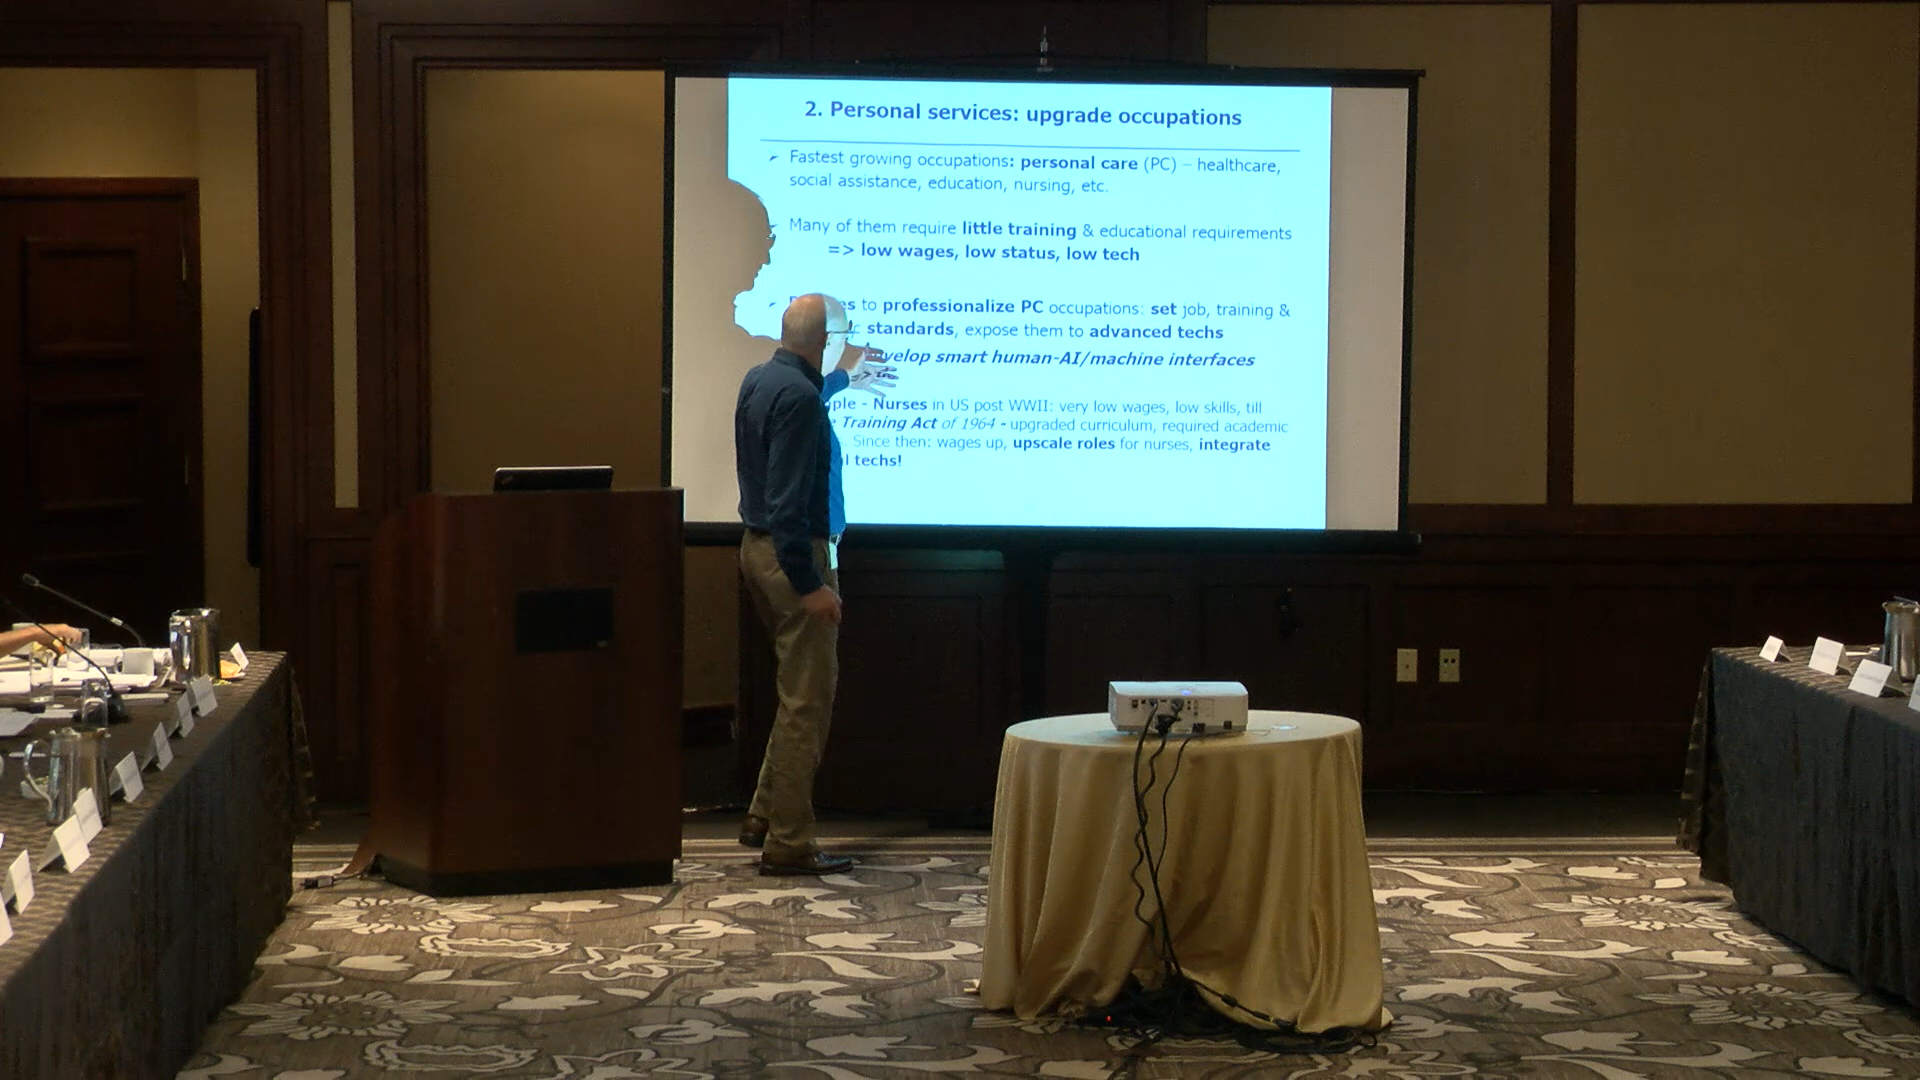 2. Personal services: upgrade occupations
Fastest growing occupations: personal care (PC) – healthcare,
social assistance, education, nursing, etc.
Many of them require little training & educational requirements
=> low wages, low status, low tech
to professionalize PC occupations: set job, training &
standards, expose them to advanced techs
velop smart human-AI/machine interfaces
ple - Nurses in US post WWII: very low wages, low skills, till
Training Act of 1964 - upgraded curriculum, required academic
Since then: wages up, upscale roles for nurses, integrate
techs!